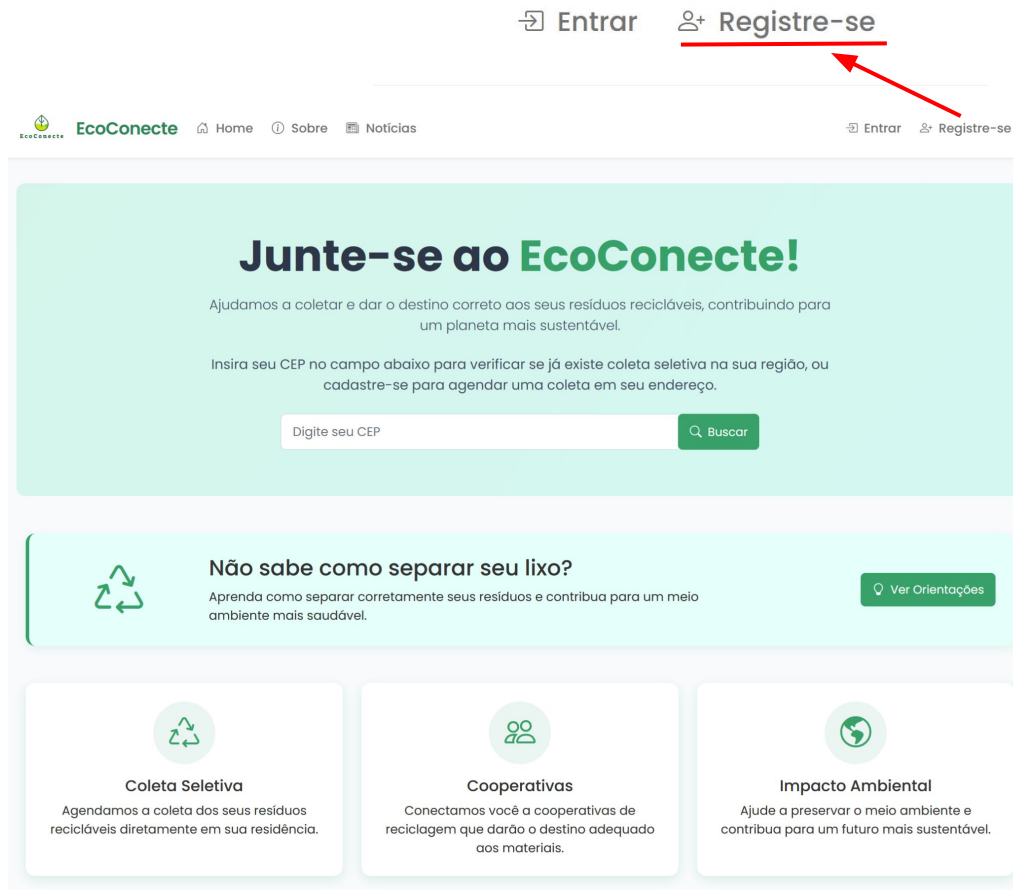 Entrar Registre-se
EcoConecte EcoConecte Home Sobre Notícias Entrar Registre-se
Junte-se ao EcoConecte!
Ajudamos a coletar e dar o destino correto aos seus resíduos recicláveis, contribuindo para
um planeta mais sustentável.
Insira seu CEP no campo abaixo para verificar se já existe coleta seletiva na sua região, ou
cadastre-se para agendar uma coleta em seu endereço.
Digite seu CEP Buscar
Não sabe como separar seu lixo?
Aprenda como separar corretamente seus resíduos e contribua para um meio
ambiente mais saudável.
Ver Orientações
Coleta Seletiva
Agendamos a coleta dos seus resíduos
recicláveis diretamente em sua residência.
Cooperativas
Conectamos você a cooperativas de
reciclagem que darão o destino adequado
aos materiais.
Impacto Ambiental
Ajude a preservar o meio ambiente e
contribua para um futuro mais sustentável.